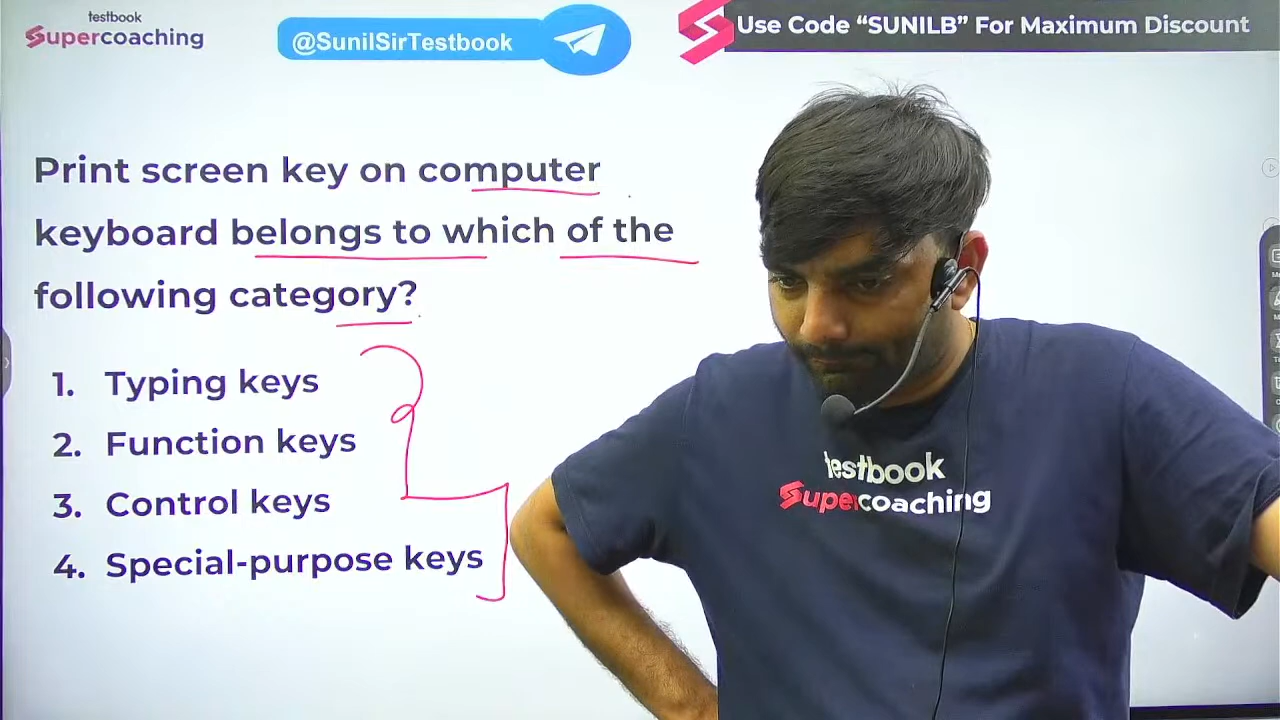 testbook
Supercoaching
@SunilSirTestbook
Use Code “SUNILB” For Maximum Discount
Print screen key on computer
keyboard belongs to which of the
following category?
1. Typing keys
2. Function keys
3. Control keys
4. Special-purpose keys
testbook
Supercoaching